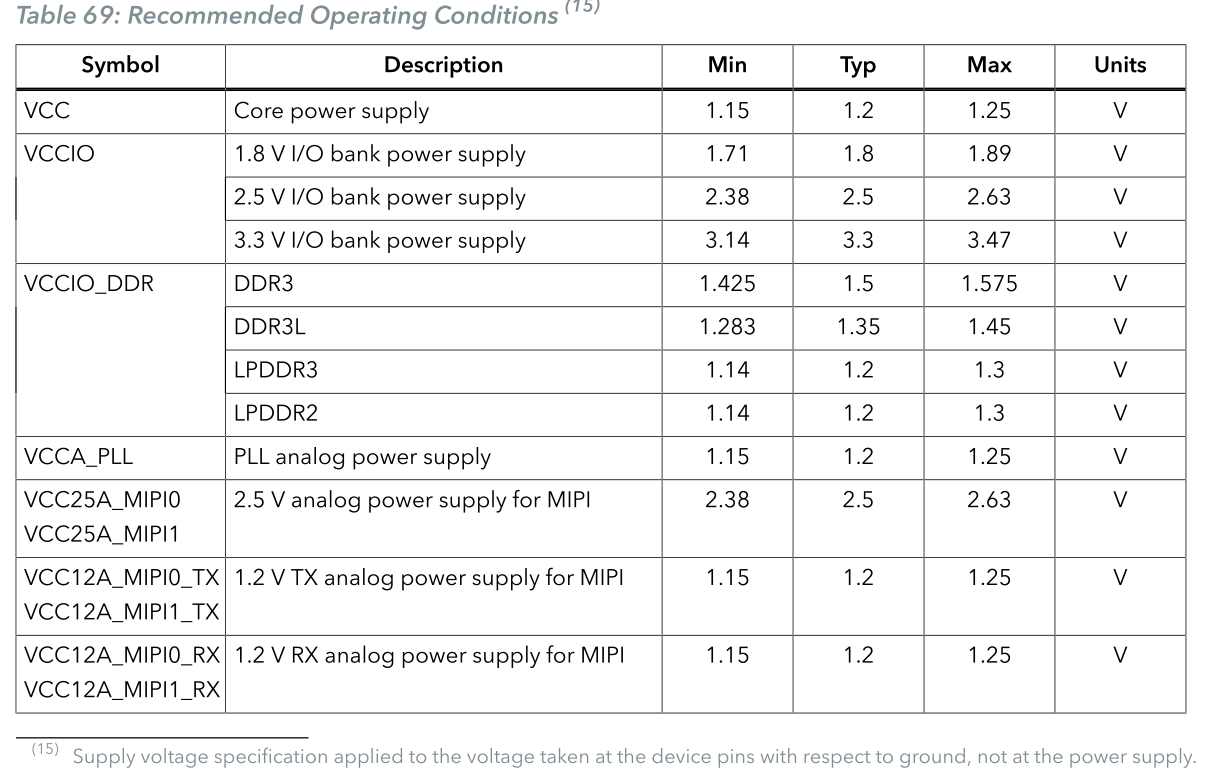 Table 69: Recommended Operating Conditions (15)
Symbol Description Min Typ Max Units
VCC Core power supply 1.15 1.2 1.25 V
VCCIO 1.8 V I/O bank power supply 1.71 1.8 1.89 V
2.5 V I/O bank power supply 2.38 2.5 2.63 V
3.3 V I/O bank power supply 3.14 3.3 3.47 V
VCCIO_DDR DDR3 1.425 1.5 1.575 V
DDR3L 1.283 1.35 1.45 V
LPDDR3 1.14 1.2 1.3 V
LPDDR2 1.14 1.2 1.3 V
VCCA_PLL PLL analog power supply 1.15 1.2 1.25 V
VCC25A_MIPI0 2.5 V analog power supply for MIPI 2.38 2.5 2.63 V
VCC25A_MIPI1
VCC12A_MIPI0_TX 1.2 V TX analog power supply for MIPI 1.15 1.2 1.25 V
VCC12A_MIPI1_TX
VCC12A_MIPI0_RX 1.2 V RX analog power supply for MIPI 1.15 1.2 1.25 V
VCC12A_MIPI1_RX
(15) Supply voltage specification applied to the voltage taken at the device pins with respect to ground, not at the power supply.